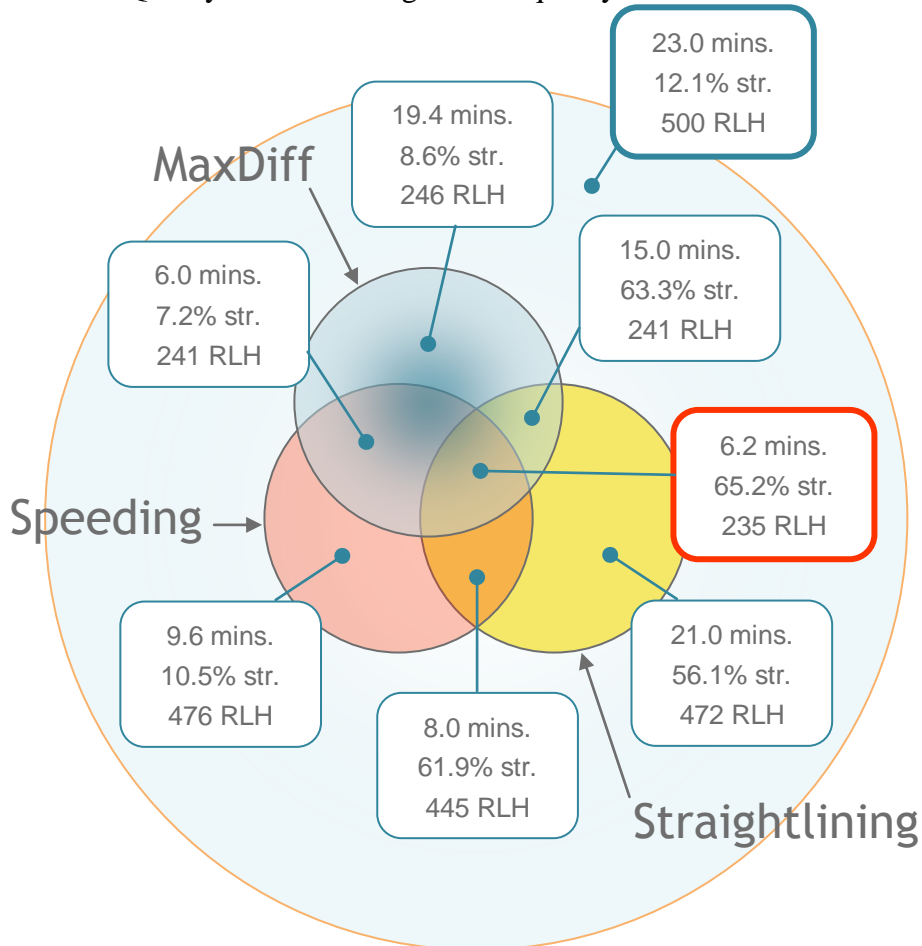 23.0 mins.
12.1% str.
500 RLH
19.4 mins.
8.6% str.
246 RLH
MaxDiff
15.0 mins.
63.3% str.
241 RLH
6.0 mins.
7.2% str.
241 RLH
6.2 mins.
65.2% str.
235 RLH
Speeding
9.6 mins.
10.5% str.
476 RLH
21.0 mins.
56.1% str.
472 RLH
8.0 mins.
61.9% str.
445 RLH
Straightlining